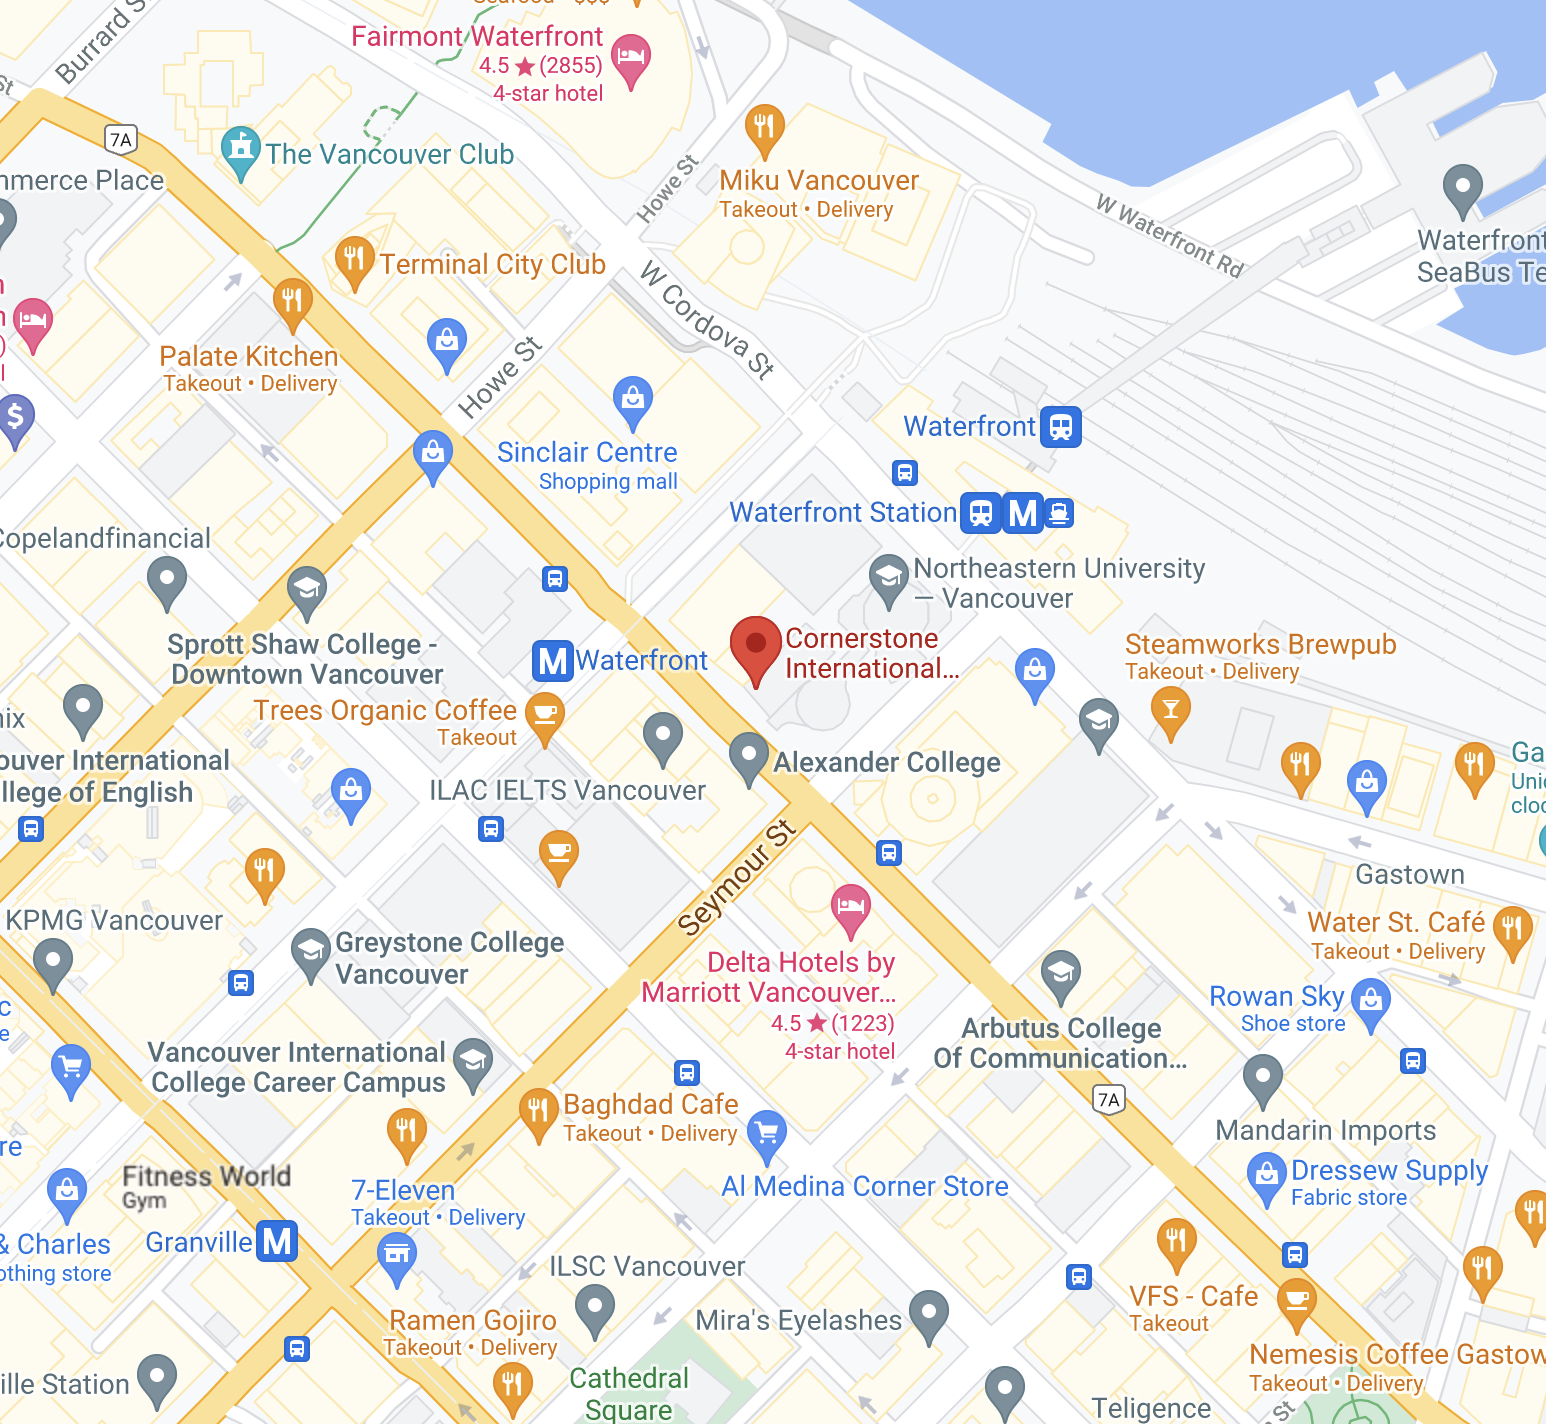 Seafood · $$$
Burrard S
St
Fairmont Waterfront
4.5 ★ (2855)
4-star hotel
7A
The Vancouver Club
Miku Vancouver
Takeout • Delivery
Howe St
mmerce Place
W Waterfront Rd
Waterfront
SeaBus Te
Terminal City Club
W Cordova St
n
n
)
l
Palate Kitchen
Takeout • Delivery
Howe St
$
Sinclair Centre
Shopping mall
Waterfront
Waterfront Station
M
Copelandfinancial
Northeastern University
— Vancouver
Sprott Shaw College -
Downtown Vancouver
M
Waterfront
Cornerstone
International...
Steamworks Brewpub
Takeout • Delivery
nix
Trees Organic Coffee
Takeout
ouver International
llege of English
ILAC IELTS Vancouver
Alexander College
Ga
Unic
cloc
Seymour St
Gastown
KPMG Vancouver
Greystone College
Vancouver
Water St. Café
Takeout • Delivery
Delta Hotels by
Marriott Vancouver...
4.5 ★ (1223)
4-star hotel
c
e
Rowan Sky
Shoe store
Arbutus College
Of Communication...
Vancouver International
College Career Campus
7A
Baghdad Cafe
Takeout • Delivery
Mandarin Imports
re
Fitness World
Gym
7-Eleven
Takeout • Delivery
Al Medina Corner Store
Dressew Supply
Fabric store
& Charles
othing store
Granville
M
ILSC Vancouver
Ramen Gojiro
Takeout • Delivery
Mira's Eyelashes
VFS - Cafe
Takeout
Nemesis Coffee Gastow
Takeout • Delivery
ille Station
Cathedral
Square
Teligence
n St